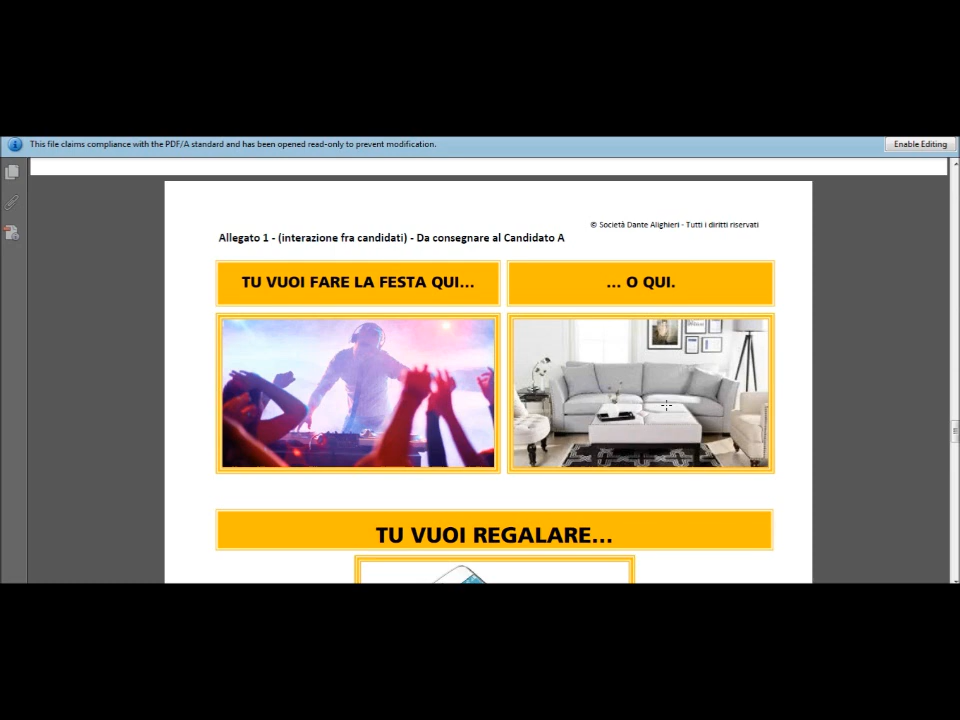 This file claims compliance with the PDF/A standard and has been opened read-only to prevent modification.
Enable Editing
© Società Dante Alighieri - Tutti i diritti riservati
Allegato 1 - (interazione fra candidati) - Da consegnare al Candidato A
TU VUOI FARE LA FESTA QUI...
... O QUI.
TU VUOI REGALARE...